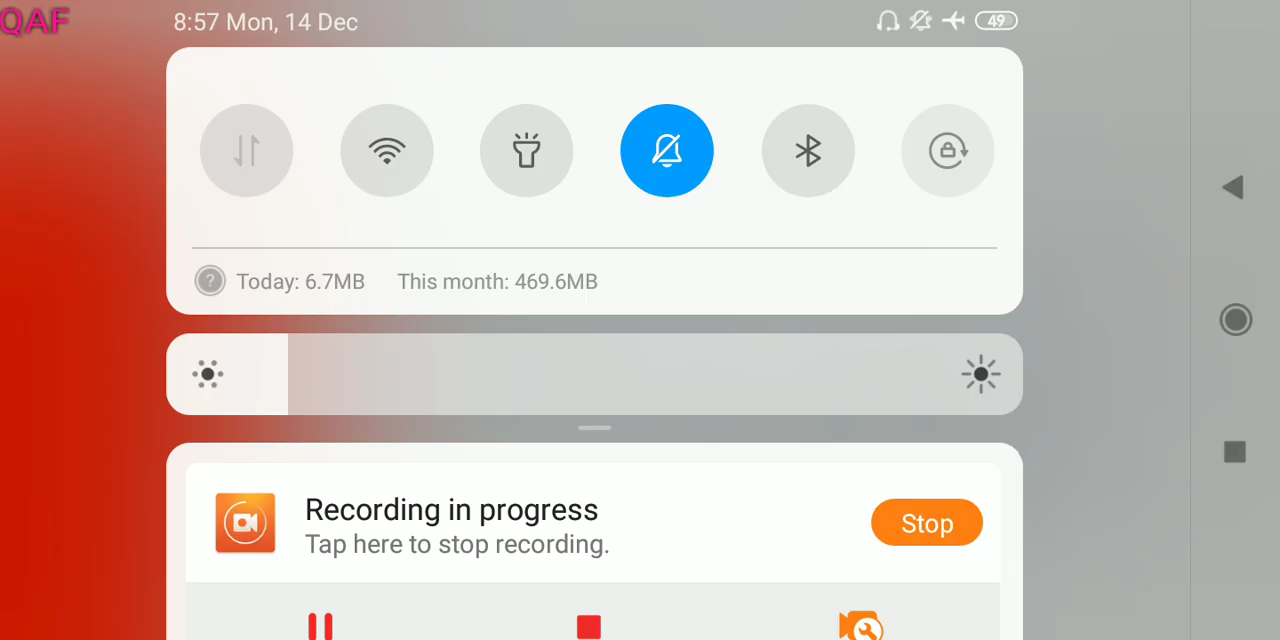 QAF
8:57 Mon, 14 Dec
49
? Today: 6.7MB This month: 469.6MB
Recording in progress
Stop
Tap here to stop recording.